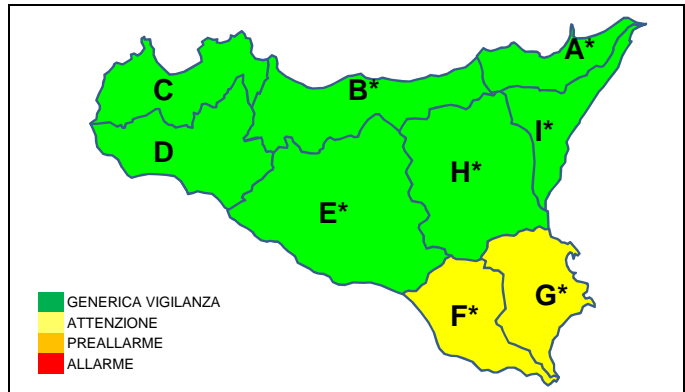 A*
C
B*
I*
D
H*
E*
G*
F*
GENERICA VIGILANZA
ATTENZIONE
PREALLARME
ALLARME